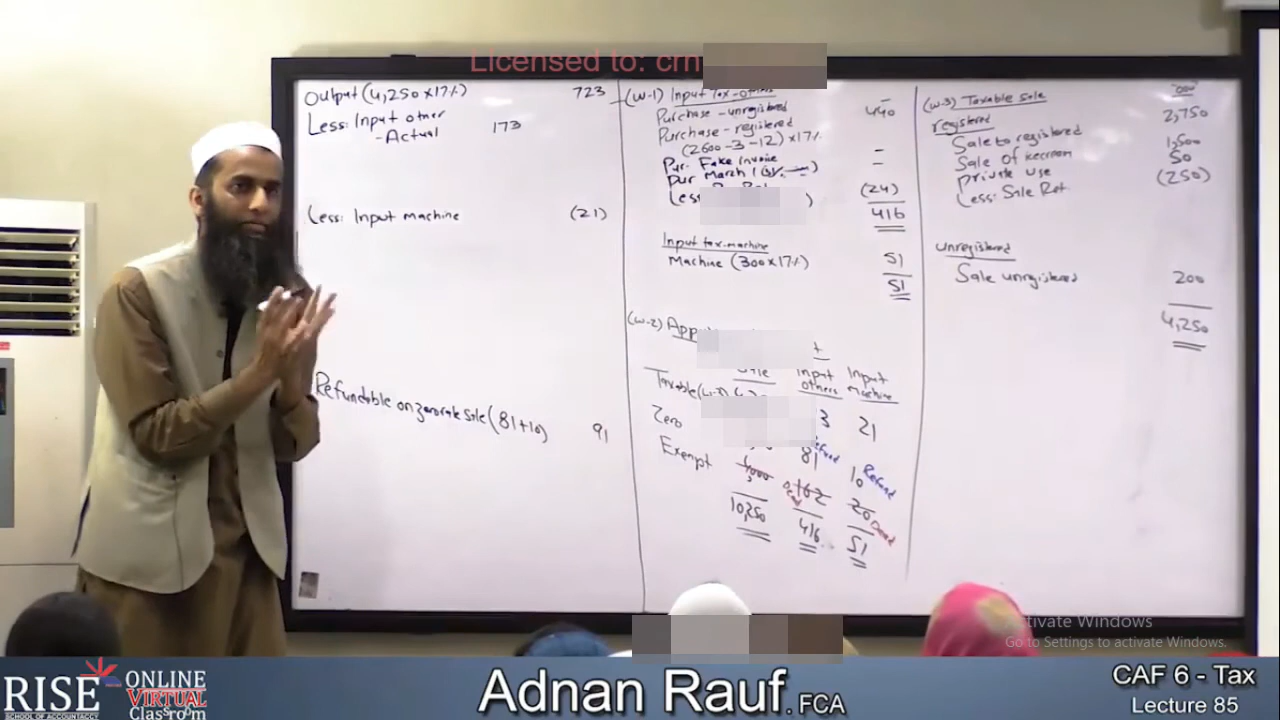 Licensed to: crn
Output (4,250 x 17%) 723
Less: Input other
- Actual 173
Less: Input machine (21)
Refundable on zero rate sale (81+10) 91
(W-1) Input Tax-others
Purchase - unregistered -
Purchase - registered 440
(2600-3-12) x 17%
Pur. Fake Invoice -
Pur March 1 -
Less ) (24)
416
Input tax-machine
Machine (300 x 17%) 51
51
(W-2) App
Sale Input others Input machine
Taxable 3 21
Zero 81 Refund 10 Refund
Exempt 162 20
10,250 416 51
(W-3) Taxable sale "000"
registered
Sale to registered 2,750
Sale of 1,500
Private use 50
Less: Sale Ret. (250)
unregistered
Sale unregistered 200
4,250
Activate Windows
Go to Settings to activate Windows.
RISE
SCHOOL OF ACCOUNTANCY
ONLINE
VIRTUAL
Classroom
Adnan Rauf. FCA
CAF 6 - Tax
Lecture 85